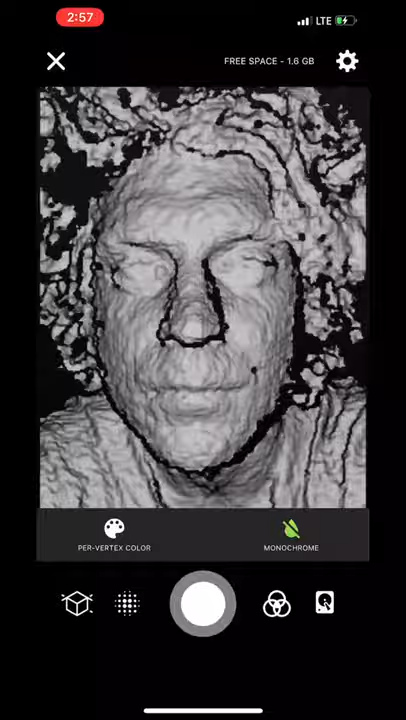 2:57
LTE
FREE SPACE - 1.6 GB
PER-VERTEX COLOR
MONOCHROME